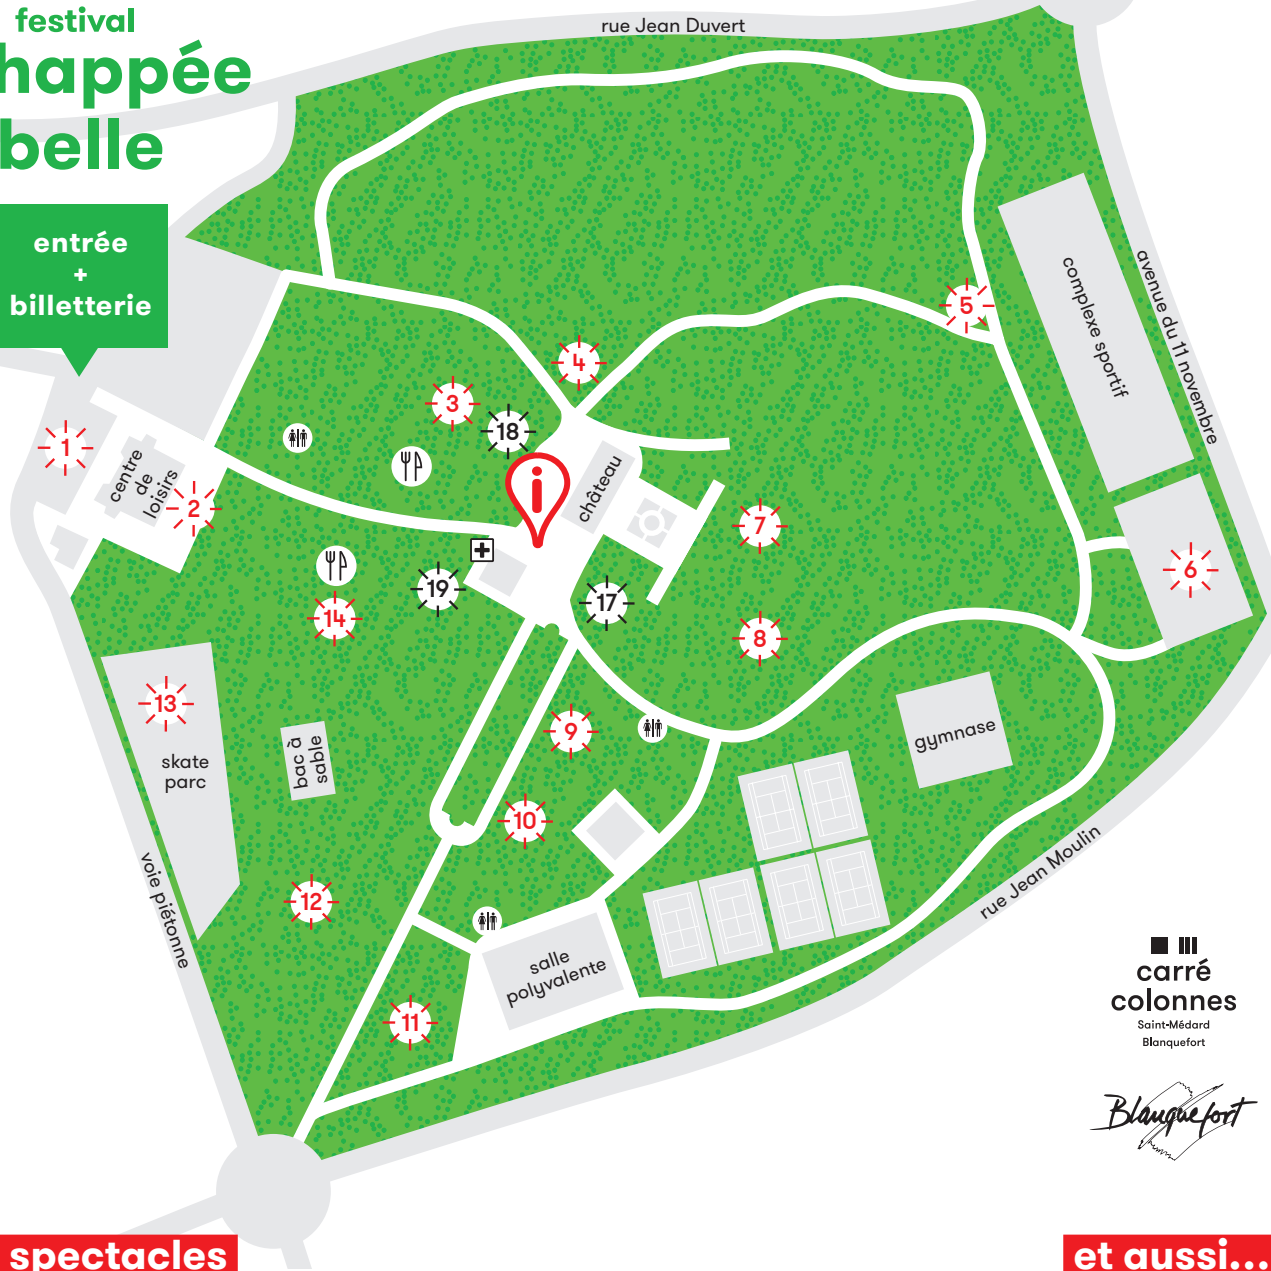 festival
happée
belle
entrée
+
billetterie
rue Jean Duvert
avenue du 11 novembre
complexe sportif
5
4
3
18
i
château
1
centre
de
loisirs
2
7
6
19
17
14
8
13
skate
parc
bac à
sable
9
10
gymnase
12
voie piétonne
rue Jean Moulin
salle
polyvalente
11
carré
colonnes
Saint-Médard
Blanquefort
Blanquefort
spectacles
et aussi...